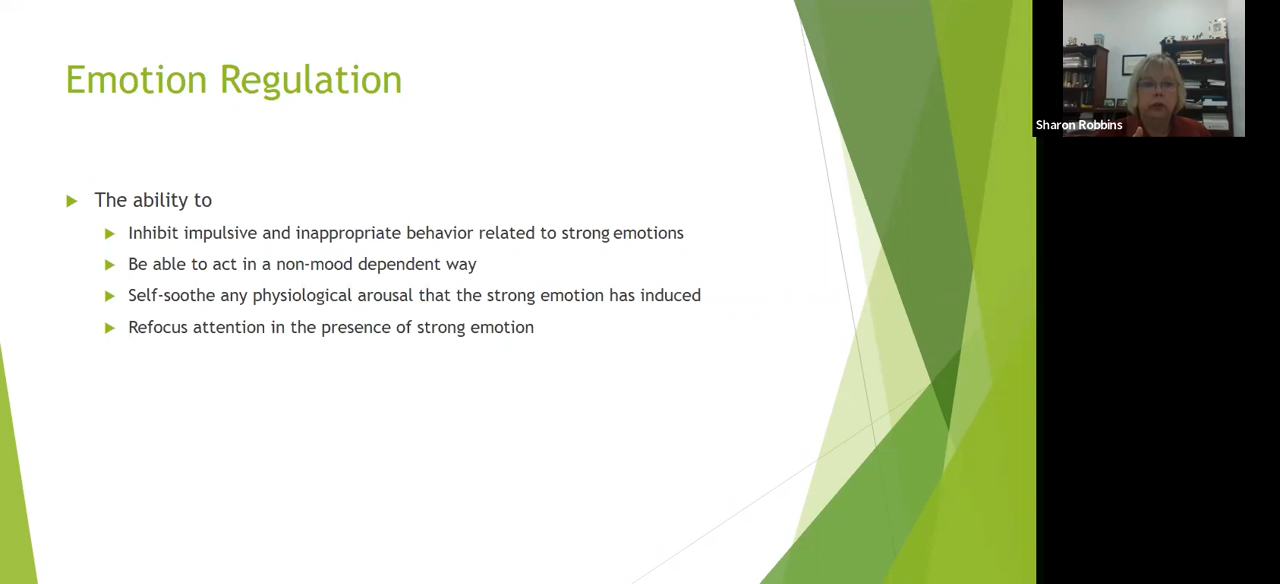 Emotion Regulation
The ability to
Inhibit impulsive and inappropriate behavior related to strong emotions
Be able to act in a non-mood dependent way
Self-soothe any physiological arousal that the strong emotion has induced
Refocus attention in the presence of strong emotion
Sharon Robbins